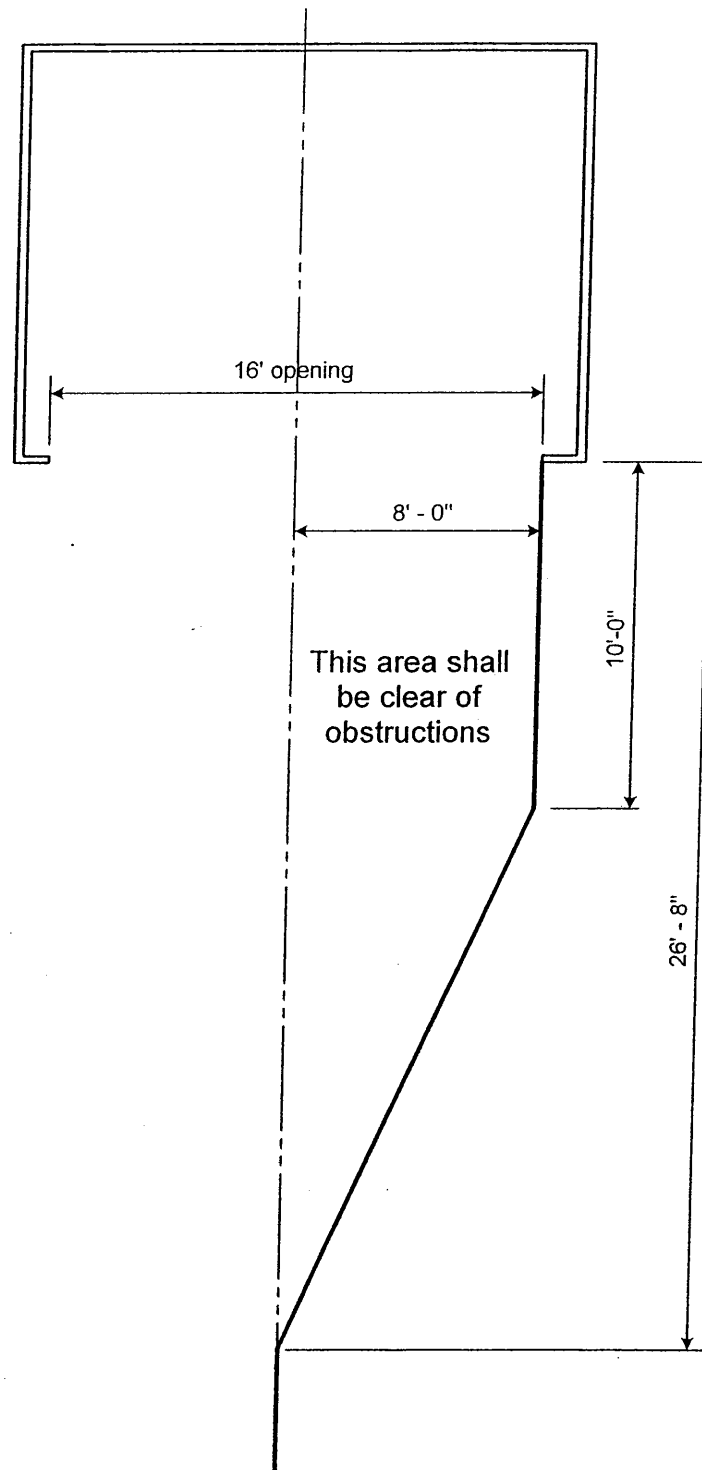 16' opening
8' - 0"
This area shall
be clear of
obstructions
10'-0"
26' - 8"